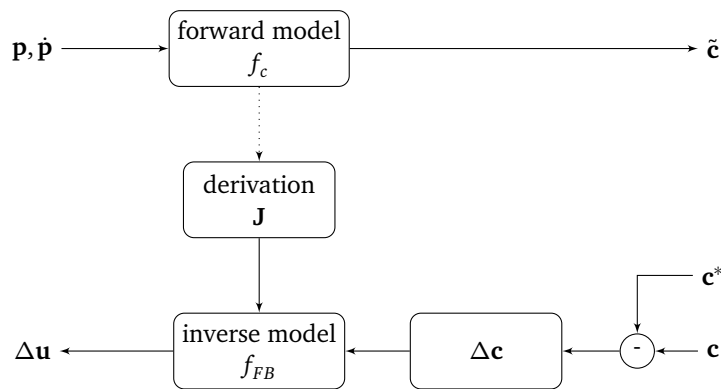 forward model
p, ṗ f_c c̃
derivation
J
c*
inverse model
Δu f_FB Δc - c